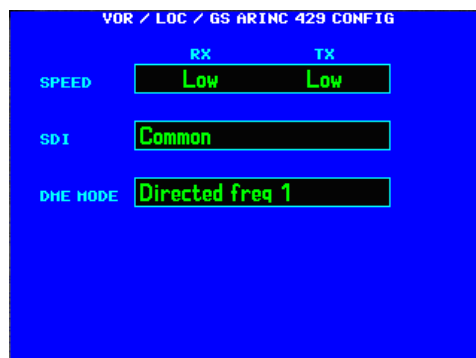 VOR / LOC / GS ARINC 429 CONFIG
RX TX
SPEED Low Low
SDI Common
DME MODE Directed freq 1